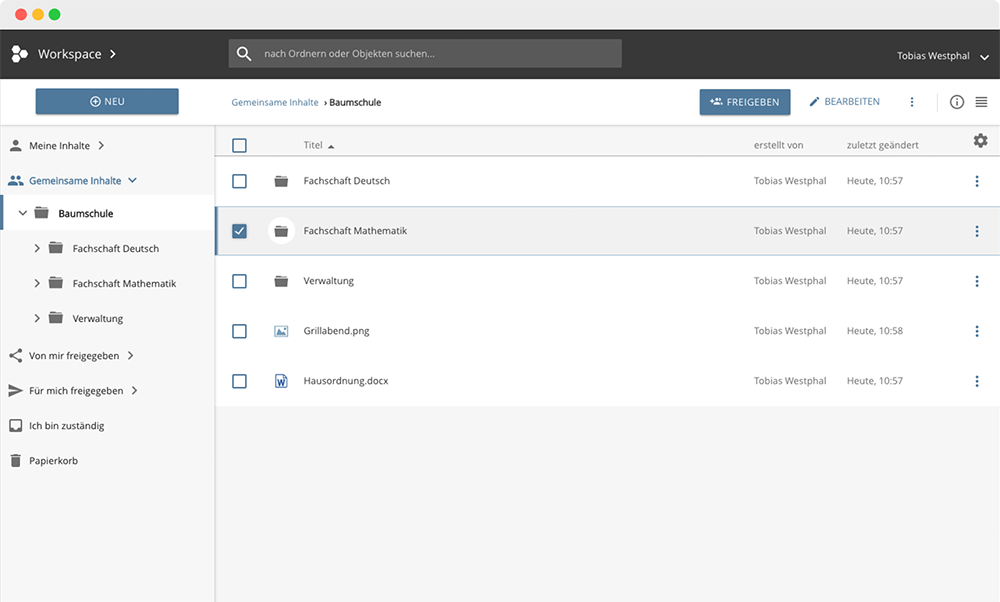 Workspace
nach Ordnern oder Objekten suchen...
Tobias Westphal
NEU
Gemeinsame Inhalte › Baumschule
FREIGEBEN
BEARBEITEN
Meine Inhalte
Gemeinsame Inhalte
Baumschule
Fachschaft Deutsch
Fachschaft Mathematik
Verwaltung
Von mir freigegeben
Für mich freigegeben
Ich bin zuständig
Papierkorb
Titel erstellt von zuletzt geändert
Fachschaft Deutsch Tobias Westphal Heute, 10:57
Fachschaft Mathematik Tobias Westphal Heute, 10:57
Verwaltung Tobias Westphal Heute, 10:57
Grillabend.png Tobias Westphal Heute, 10:58
W Hausordnung.docx Tobias Westphal Heute, 10:57